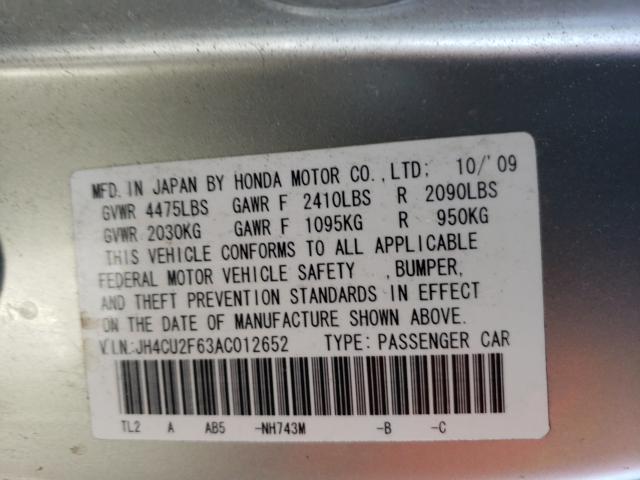 MFD. IN JAPAN BY HONDA MOTOR CO., LTD; 10/'09
GVWR 4475LBS GAWR F 2410LBS R 2090LBS
GVWR 2030KG GAWR F 1095KG R 950KG
THIS VEHICLE CONFORMS TO ALL APPLICABLE
FEDERAL MOTOR VEHICLE SAFETY , BUMPER,
AND THEFT PREVENTION STANDARDS IN EFFECT
ON THE DATE OF MANUFACTURE SHOWN ABOVE.
V.I.N.:JH4CU2F63AC012652 TYPE: PASSENGER CAR
TL2 A AB5 -NH743M -B -C